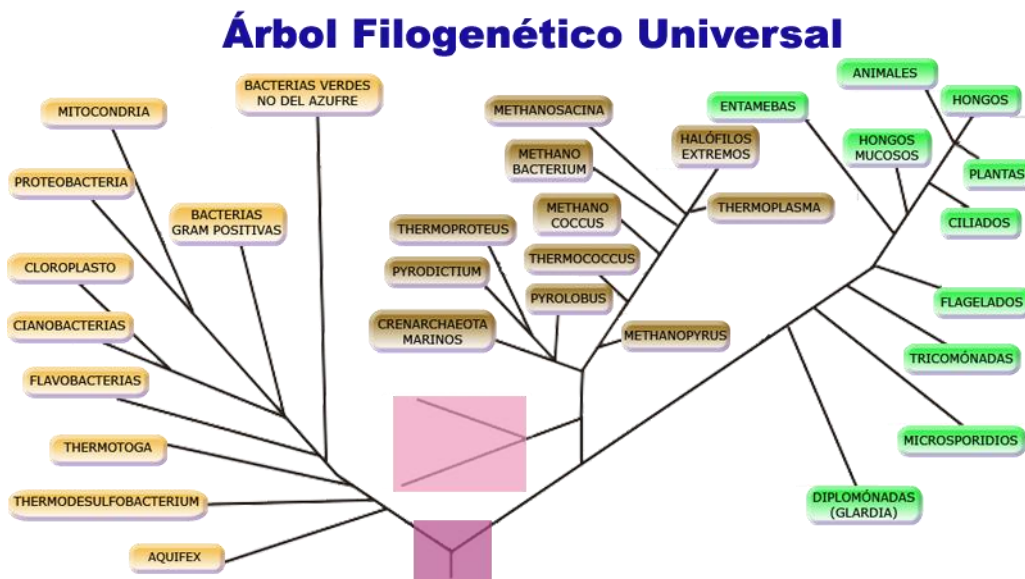 Árbol Filogenético Universal
MITOCONDRIA
BACTERIAS VERDES
NO DEL AZUFRE
PROTEOBACTERIA
BACTERIAS
GRAM POSITIVAS
CLOROPLASTO
CIANOBACTERIAS
FLAVOBACTERIAS
THERMOTOGA
THERMODESULFOBACTERIUM
AQUIFEX
METHANOSACINA
METHANO
BACTERIUM
HALÓFILOS
EXTREMOS
METHANO
COCCUS
THERMOPLASMA
THERMOPROTEUS
THERMOCOCCUS
PYRODICTIUM
PYROLOBUS
CRENARCHAEOTA
MARINOS
METHANOPYRUS
ENTAMEBAS
ANIMALES
HONGOS
HONGOS
MUCOSOS
PLANTAS
CILIADOS
FLAGELADOS
TRICOMÓNADAS
MICROSPORIDIOS
DIPLOMÓNADAS
(GLARDIA)